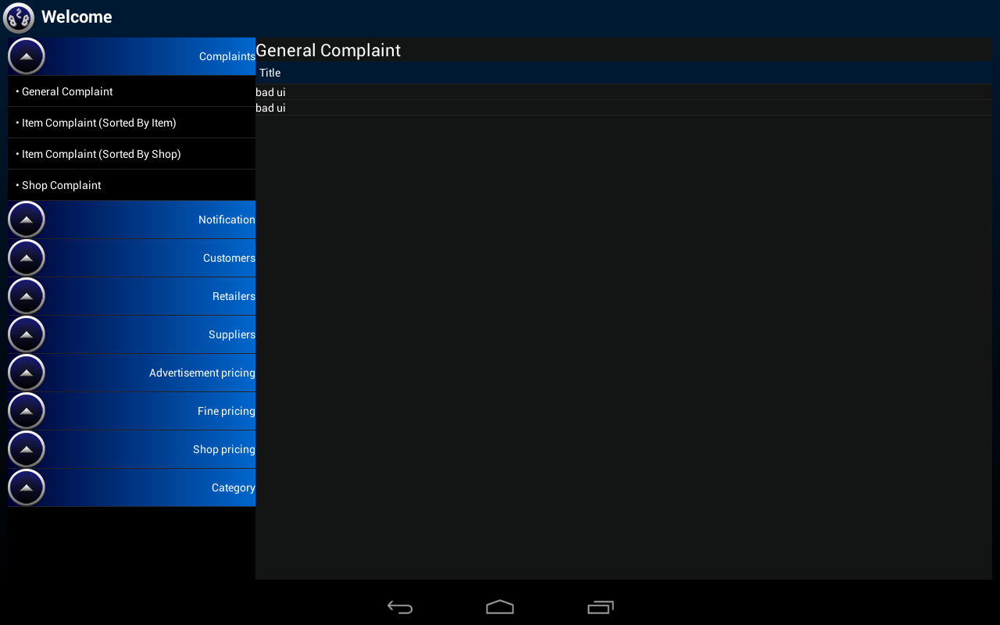 Welcome
Complaints
• General Complaint
• Item Complaint (Sorted By Item)
• Item Complaint (Sorted By Shop)
• Shop Complaint
Notification
Customers
Retailers
Suppliers
Advertisement pricing
Fine pricing
Shop pricing
Category
General Complaint
Title
bad ui
bad ui